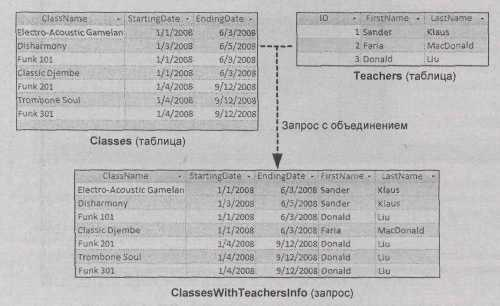 ClassName StartingDate EndingDate
Electro-Acoustic Gamelan 1/1/2008 6/3/2008
Disharmony 1/3/2008 6/5/2008
Funk 101 1/1/2008 6/3/2008
Classic Djembe 1/1/2008 6/3/2008
Funk 201 1/4/2008 9/12/2008
Trombone Soul 1/4/2008 9/12/2008
Funk 301 1/4/2008 9/12/2008
Classes (таблица)
ID FirstName LastName
1 Sander Klaus
2 Faria MacDonald
3 Donald Liu
Teachers (таблица)
Запрос с объединением
ClassName StartingDate EndingDate FirstName LastName
Electro-Acoustic Gamelan 1/1/2008 6/3/2008 Sander Klaus
Disharmony 1/3/2008 6/5/2008 Sander Klaus
Funk 101 1/1/2008 6/3/2008 Donald Liu
Classic Djembe 1/1/2008 6/3/2008 Faria MacDonald
Funk 201 1/4/2008 9/12/2008 Donald Liu
Trombone Soul 1/4/2008 9/12/2008 Donald Liu
Funk 301 1/4/2008 9/12/2008 Donald Liu
ClassesWithTeachersInfo (запрос)